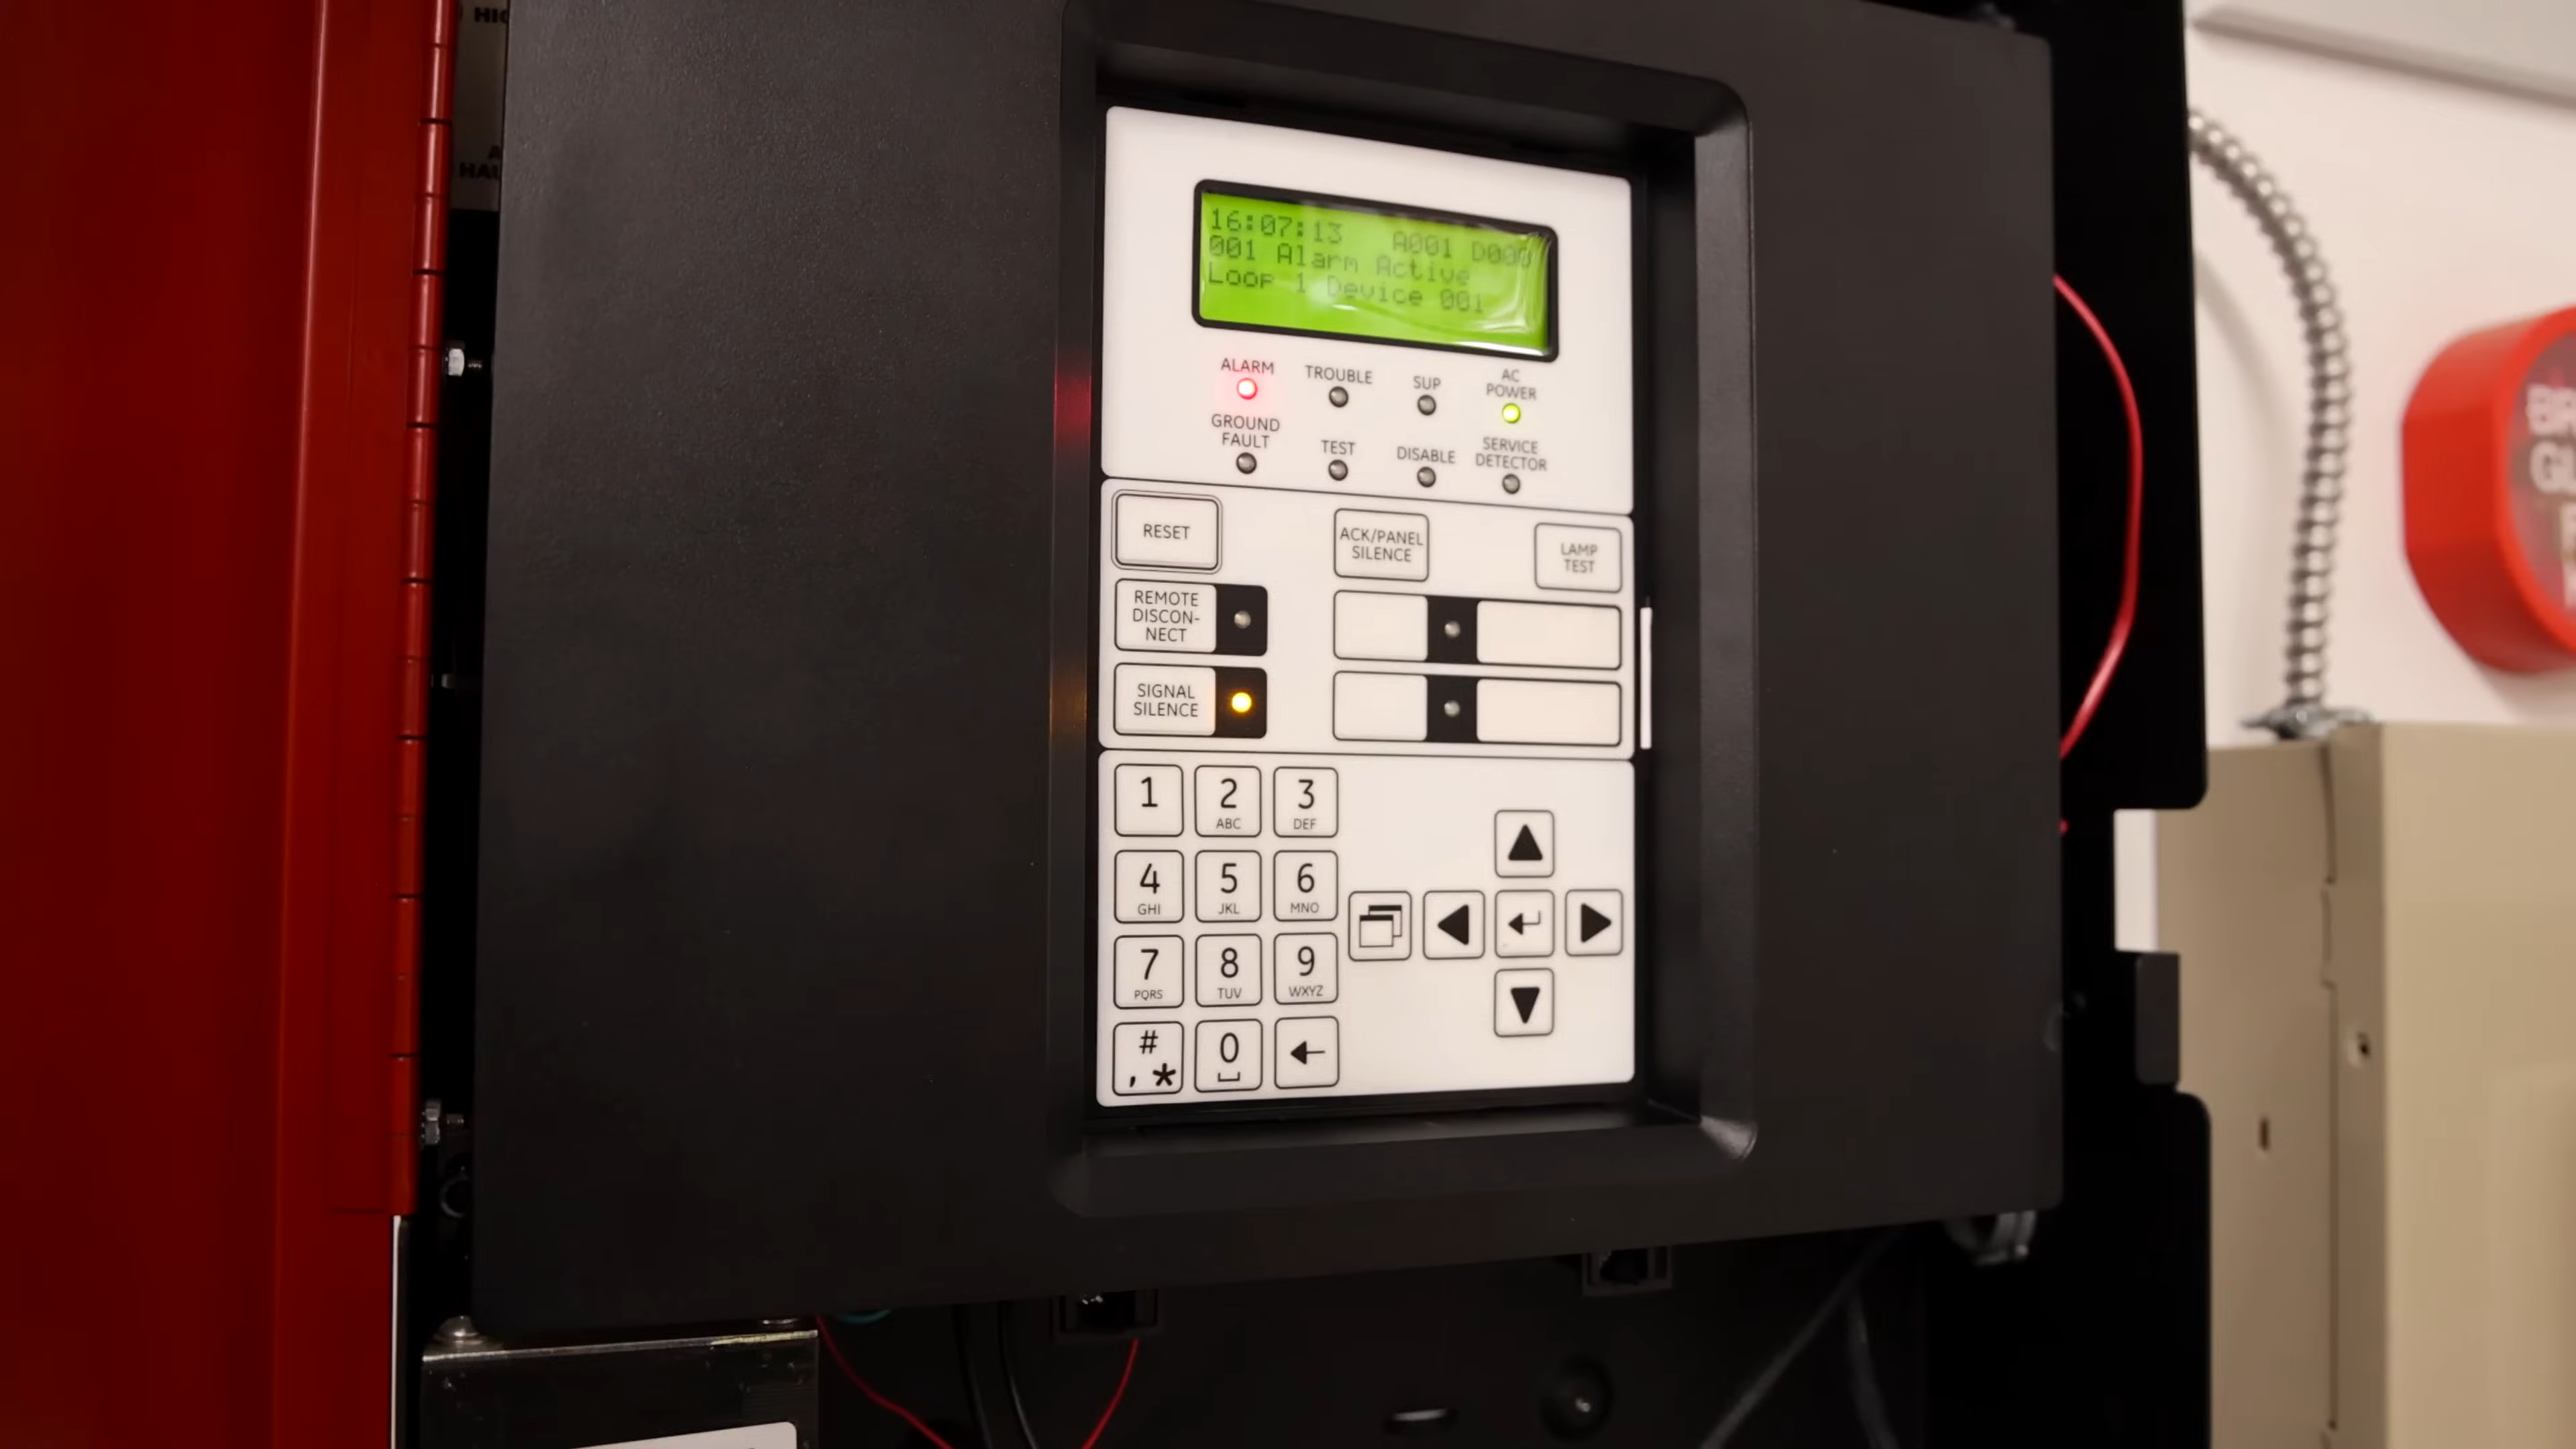 16:07:13 A001 D000
001 Alarm Active
Loop 1 Device 001
ALARM
TROUBLE
SUP
AC
POWER
GROUND
FAULT
TEST
DISABLE
SERVICE
DETECTOR
RESET
ACK/PANEL
SILENCE
LAMP
TEST
REMOTE
DISCON-
NECT
SIGNAL
SILENCE
1
2
ABC
3
DEF
4
GHI
5
JKL
6
MNO
7
PQRS
8
TUV
9
WXYZ
#
, *
0